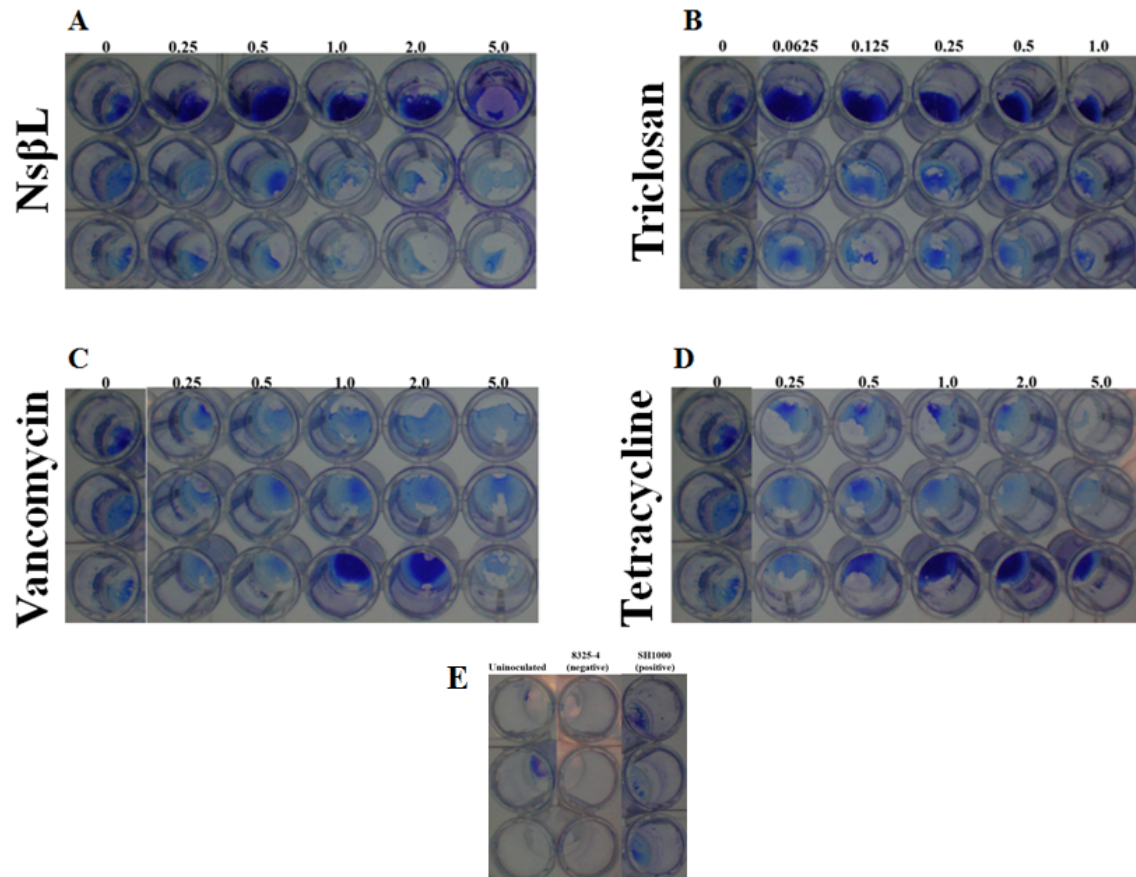 A
0 0.25 0.5 1.0 2.0 5.0
NsβL
B
0 0.0625 0.125 0.25 0.5 1.0
Triclosan
C
0 0.25 0.5 1.0 2.0 5.0
Vancomycin
D
0 0.25 0.5 1.0 2.0 5.0
Tetracycline
E
Uninoculated 8325-4 (negative) SH1000 (positive)